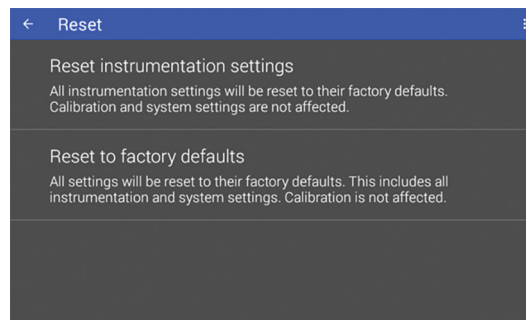 Reset
Reset instrumentation settings
All instrumentation settings will be reset to their factory defaults.
Calibration and system settings are not affected.
Reset to factory defaults
All settings will be reset to their factory defaults. This includes all
instrumentation and system settings. Calibration is not affected.